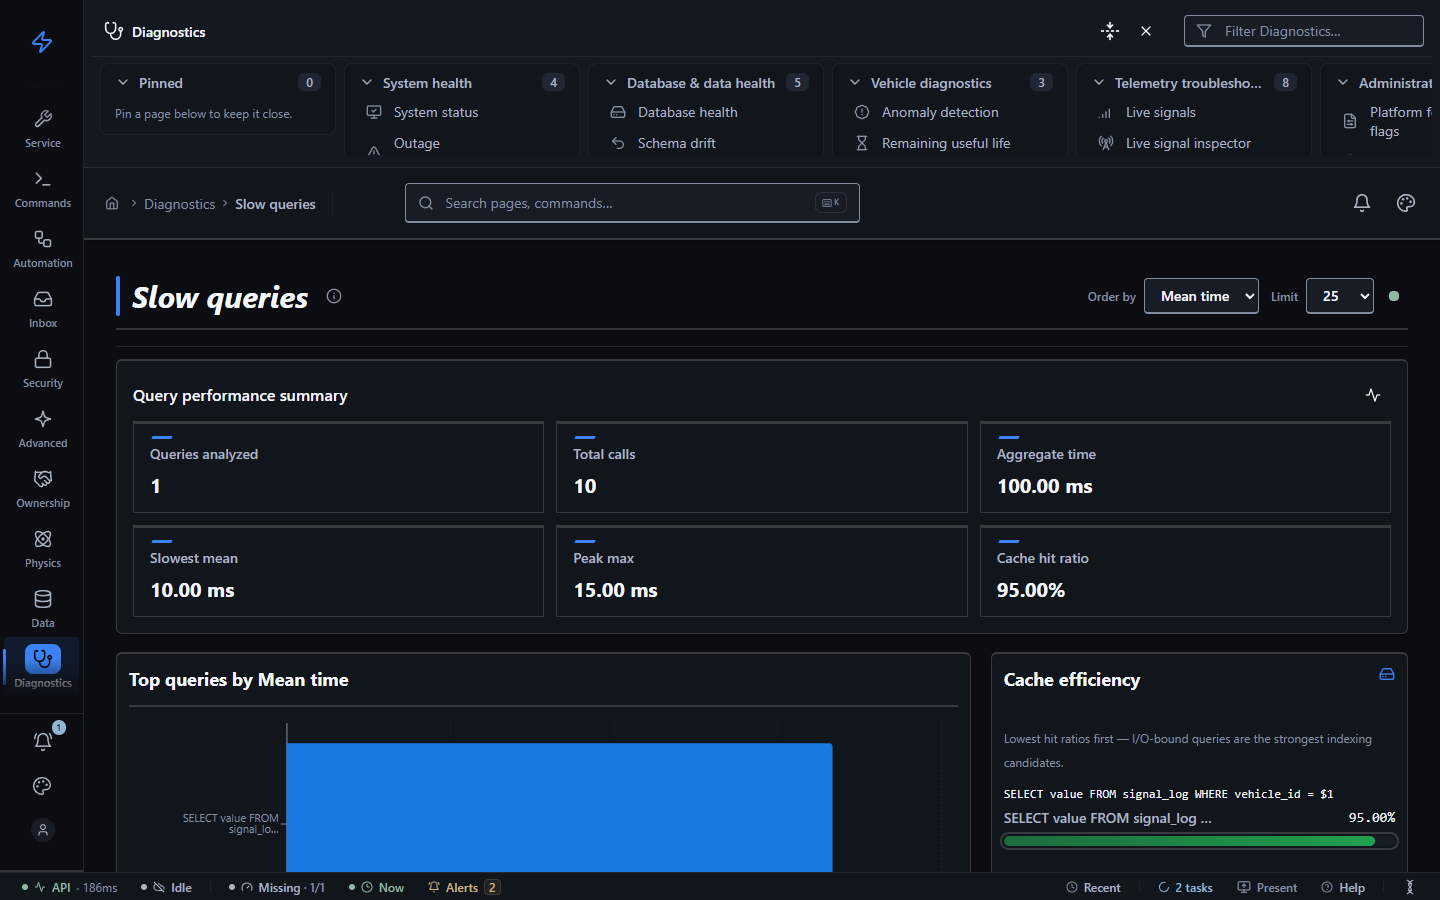 Diagnostics
Filter Diagnostics...
Pinned
0
Pin a page below to keep it close.
System health
4
System status
Outage
Database & data health
5
Database health
Schema drift
Vehicle diagnostics
3
Anomaly detection
Remaining useful life
Telemetry troublesho...
8
Live signals
Live signal inspector
Administrat
Platform f
flags
Service
Commands
Automation
Inbox
Security
Advanced
Ownership
Physics
Data
Diagnostics
1
Diagnostics
Slow queries
Search pages, commands...
K
Slow queries
Order by
Mean time
Limit
25
Query performance summary
Queries analyzed
1
Total calls
10
Aggregate time
100.00 ms
Slowest mean
10.00 ms
Peak max
15.00 ms
Cache hit ratio
95.00%
Top queries by Mean time
SELECT value FROM
signal_lo...
Cache efficiency
Lowest hit ratios first — I/O-bound queries are the strongest indexing
candidates.
SELECT value FROM signal_log WHERE vehicle_id = $1
SELECT value FROM signal_log ...
95.00%
API · 186ms
Idle
Missing · 1/1
Now
Alerts 2
Recent
2 tasks
Present
Help